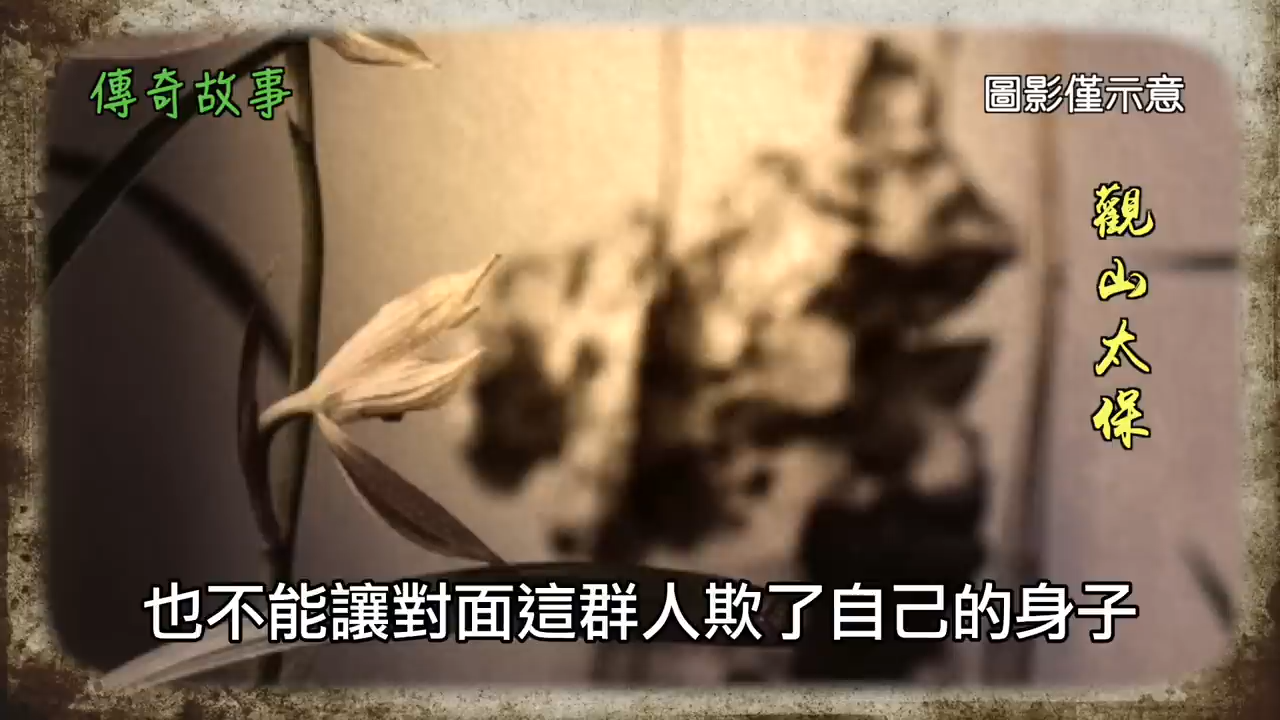 傳奇故事
圖影僅示意
觀山太保
也不能讓對面這群人欺了自己的身子